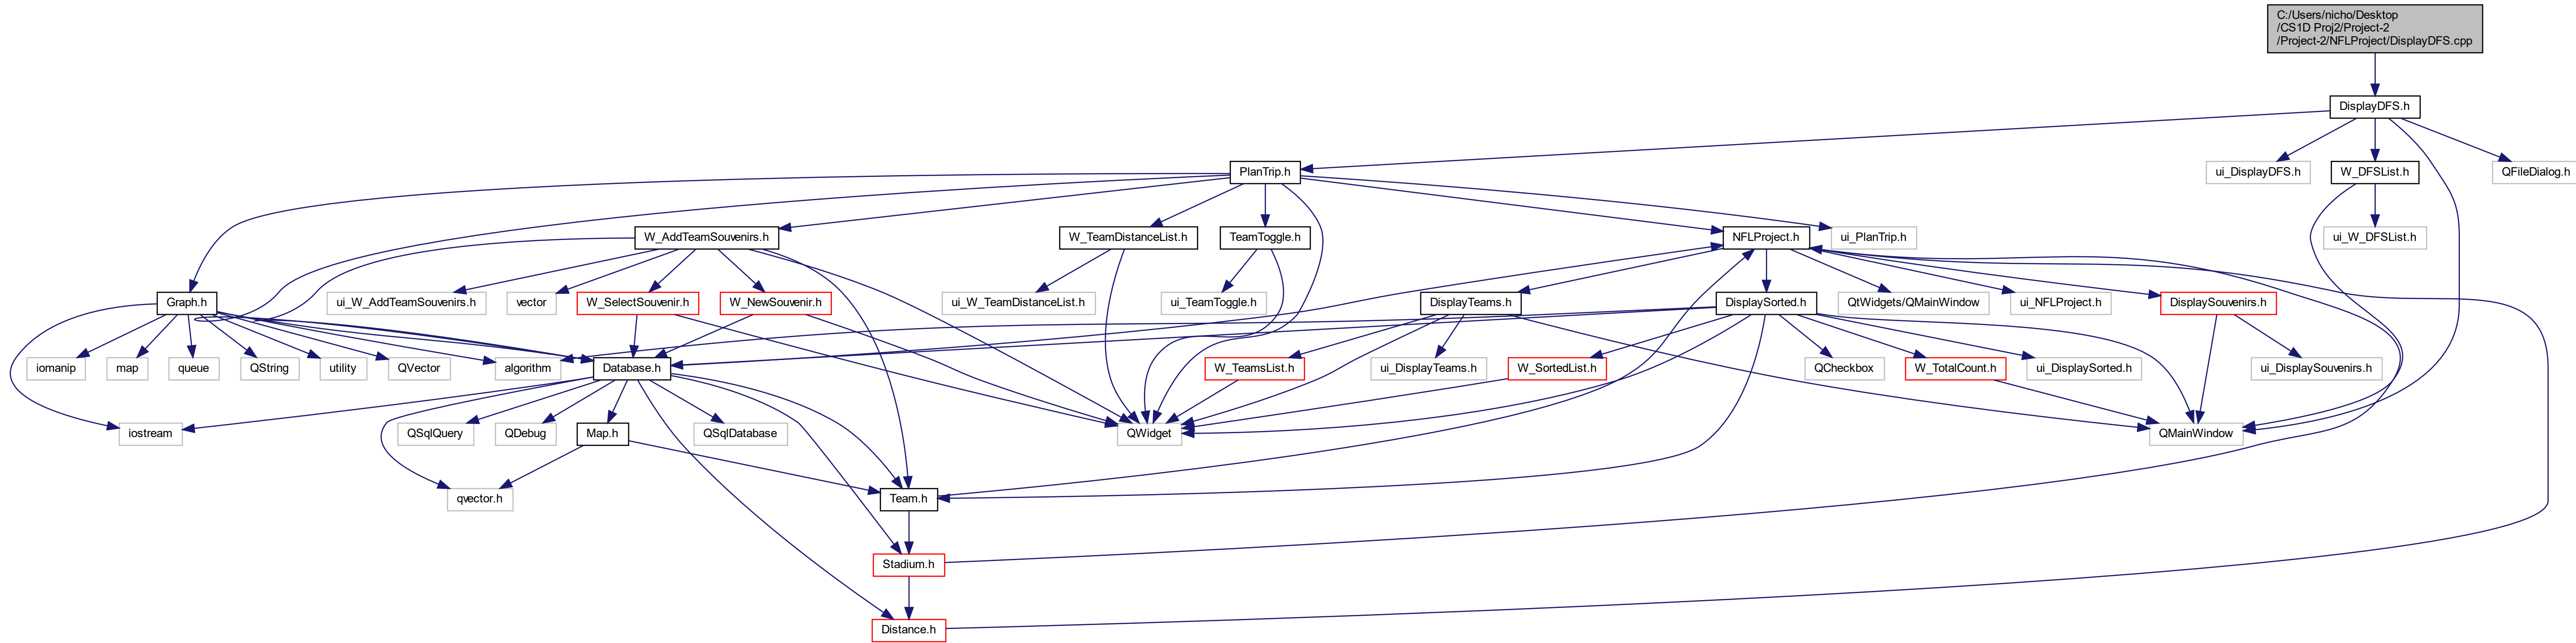 C:/Users/nicho/Desktop
/CS1D Proj2/Project-2
/Project-2/NFLProject/DisplayDFS.cpp
DisplayDFS.h
PlanTrip.h
ui_DisplayDFS.h
W_DFSList.h
QFileDialog.h
W_AddTeamSouvenirs.h
W_TeamDistanceList.h
TeamToggle.h
NFLProject.h
ui_PlanTrip.h
ui_W_DFSList.h
Graph.h
ui_W_AddTeamSouvenirs.h
vector
W_SelectSouvenir.h
W_NewSouvenir.h
ui_W_TeamDistanceList.h
ui_TeamToggle.h
DisplayTeams.h
DisplaySorted.h
QtWidgets/QMainWindow
ui_NFLProject.h
DisplaySouvenirs.h
iomanip
map
queue
QString
utility
QVector
algorithm
Database.h
W_TeamsList.h
ui_DisplayTeams.h
W_SortedList.h
QCheckbox
W_TotalCount.h
ui_DisplaySorted.h
ui_DisplaySouvenirs.h
iostream
QSqlQuery
QDebug
Map.h
QSqlDatabase
QWidget
QMainWindow
qvector.h
Team.h
Stadium.h
Distance.h